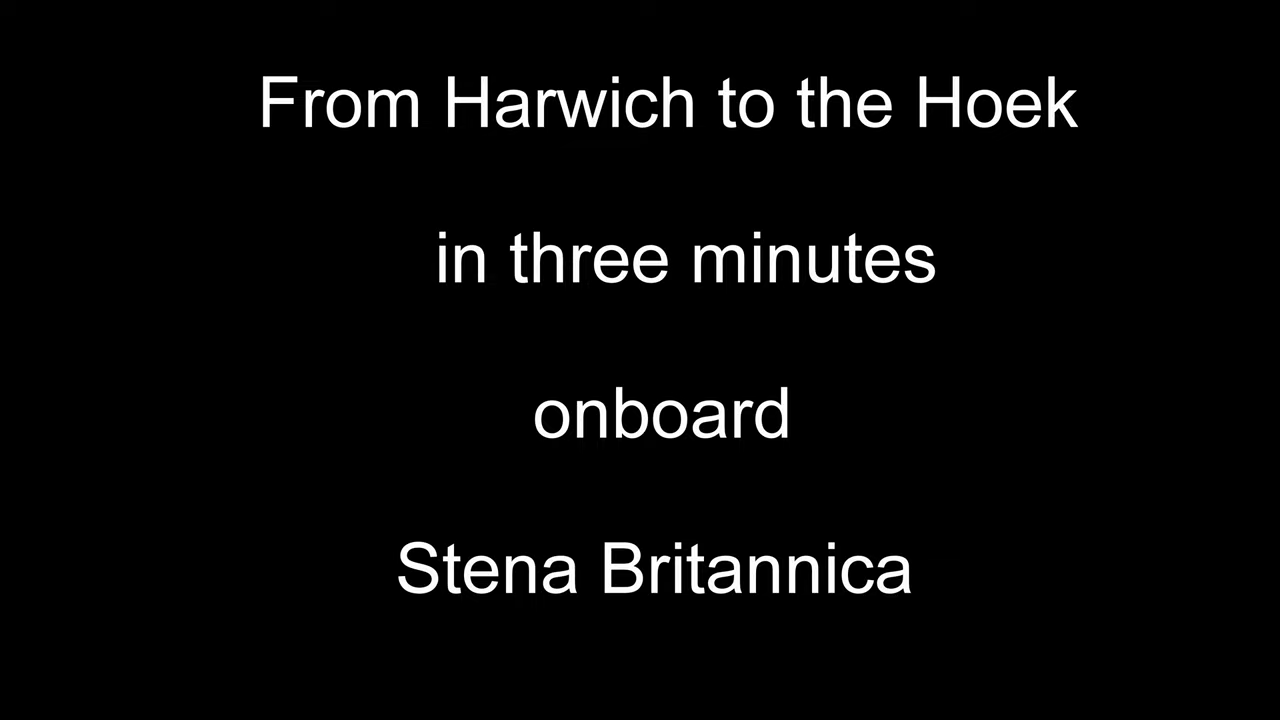 From Harwich to the Hoek
in three minutes
onboard
Stena Britannica